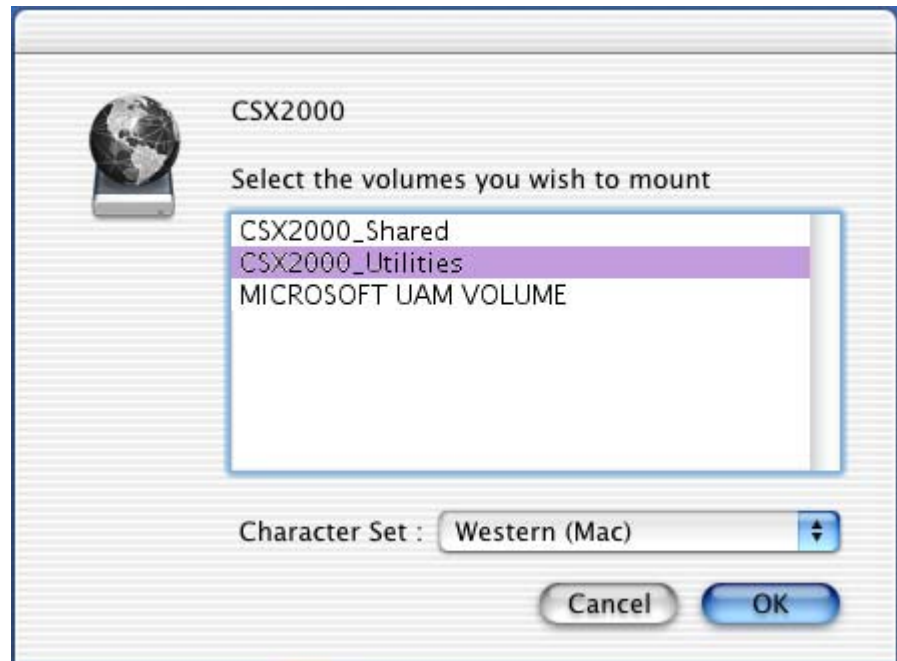 CSX2000
Select the volumes you wish to mount
CSX2000_Shared
CSX2000_Utilities
MICROSOFT UAM VOLUME
Character Set : Western (Mac)
Cancel OK